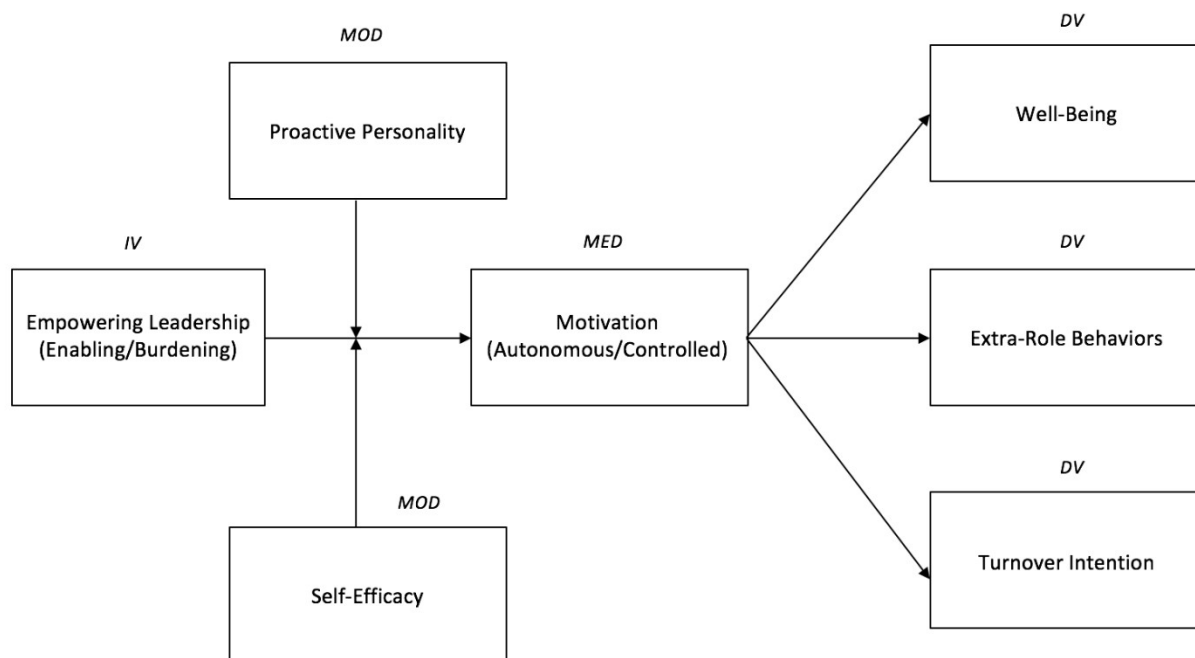 MOD
Proactive Personality
IV
Empowering Leadership
(Enabling/Burdening)
MED
Motivation
(Autonomous/Controlled)
MOD
Self-Efficacy
DV
Well-Being
DV
Extra-Role Behaviors
DV
Turnover Intention